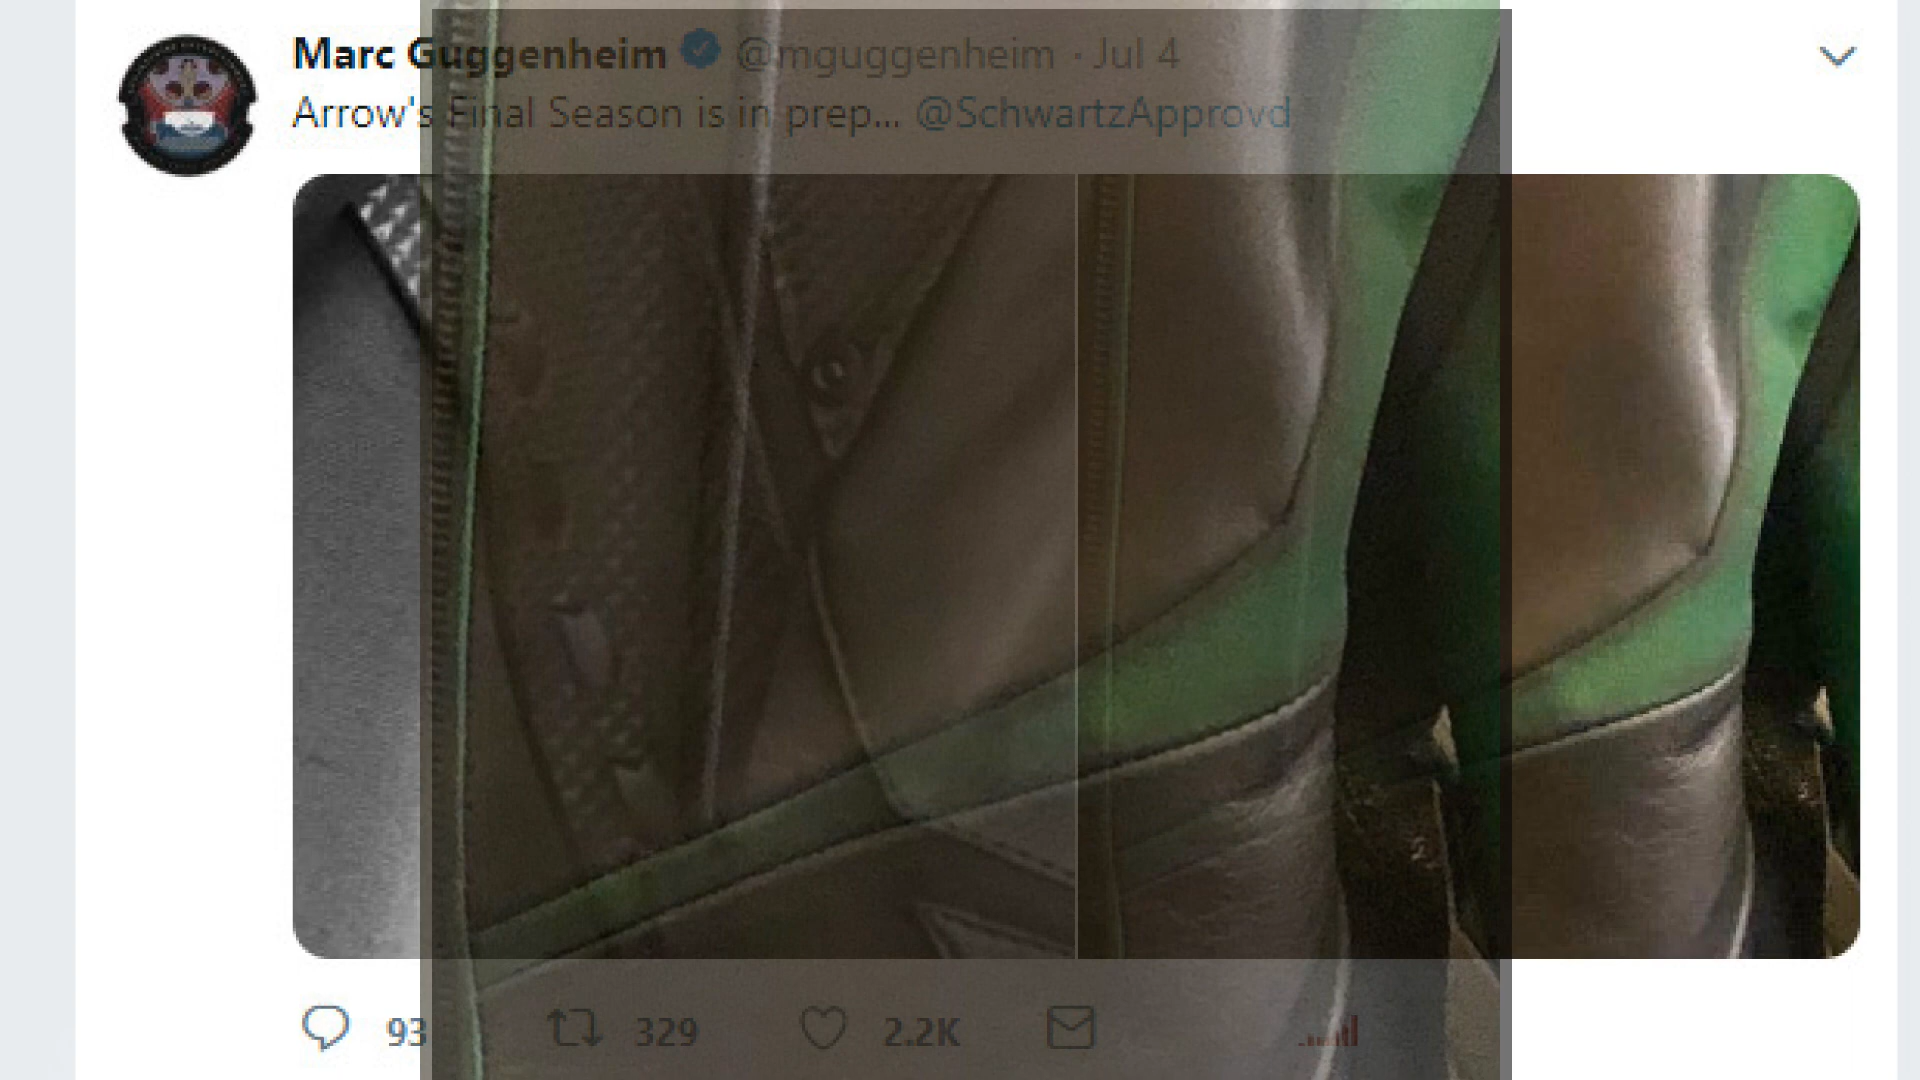 Marc Guggenheim @mguggenheim · Jul 4
Arrow's Final Season is in prep... @SchwartzApprovd
93 329 2.2K